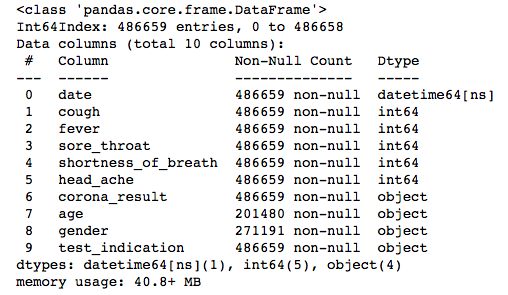 <class 'pandas.core.frame.DataFrame'>
Int64Index: 486659 entries, 0 to 486658
Data columns (total 10 columns):
 #   Column               Non-Null Count   Dtype
---  ------               --------------   -----
 0   date                 486659 non-null  datetime64[ns]
 1   cough                486659 non-null  int64
 2   fever                486659 non-null  int64
 3   sore_throat          486659 non-null  int64
 4   shortness_of_breath  486659 non-null  int64
 5   head_ache            486659 non-null  int64
 6   corona_result        486659 non-null  object
 7   age                  201480 non-null  object
 8   gender               271191 non-null  object
 9   test_indication      486659 non-null  object
dtypes: datetime64[ns](1), int64(5), object(4)
memory usage: 40.8+ MB